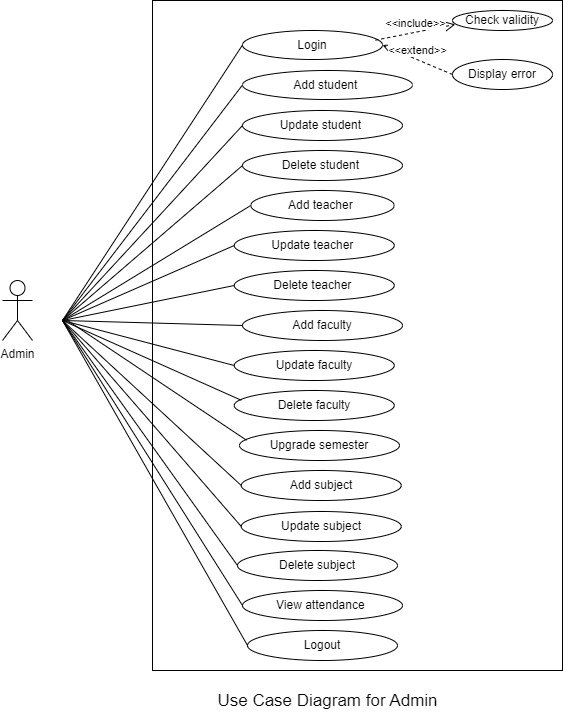 <<include>>
Check validity
Login
<<extend>>
Display error
Add student
Update student
Delete student
Add teacher
Update teacher
Delete teacher
Add faculty
Admin
Update faculty
Delete faculty
Upgrade semester
Add subject
Update subject
Delete subject
View attendance
Logout
Use Case Diagram for Admin